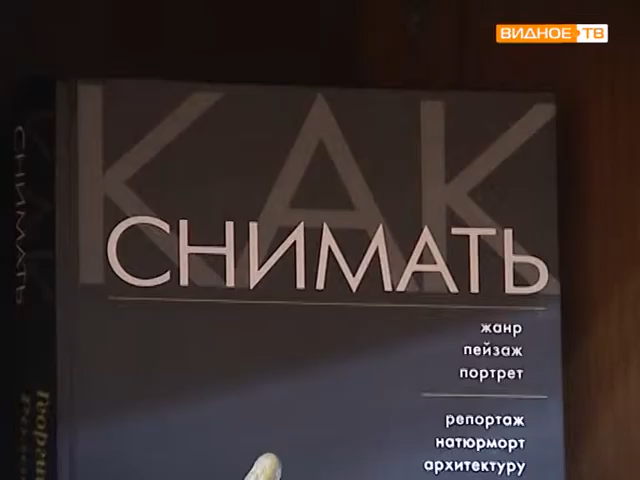 ВИДНОЕ ТВ
КАК
СНИМАТЬ
жанр
пейзаж
портрет
репортаж
натюрморт
архитектуру
СНИМАТЬ